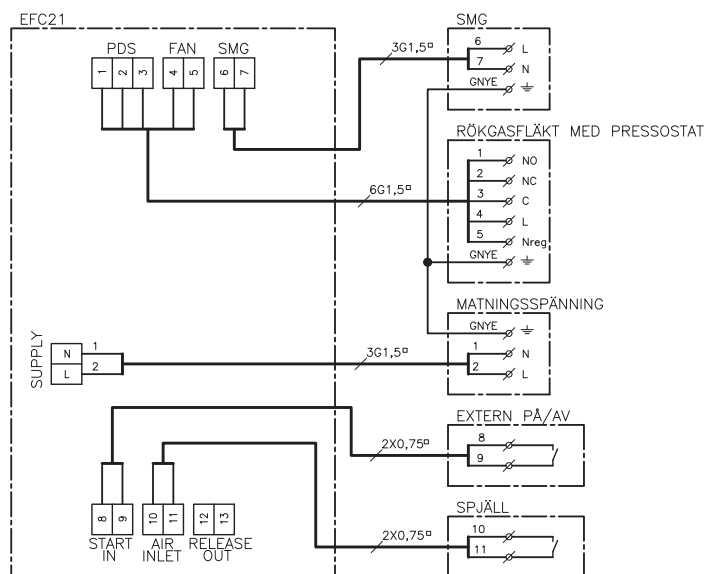 EFC21
PDS FAN SMG
1 2 3 4 5 6 7
SMG
3G1,5¤
6 L
7 N
GNYE
RÖKGASFLÄKT MED PRESSOSTAT
6G1,5¤
1 NO
2 NC
3 C
4 L
5 Nreg
GNYE
MATNINGSSPÄNNING
GNYE
SUPPLY
N 1
L 2
3G1,5¤
1 N
2 L
EXTERN PÅ/AV
2X0,75¤
8
9
8 9 10 11 12 13
START IN
AIR INLET
RELEASE OUT
SPJÄLL
2X0,75¤
10
11